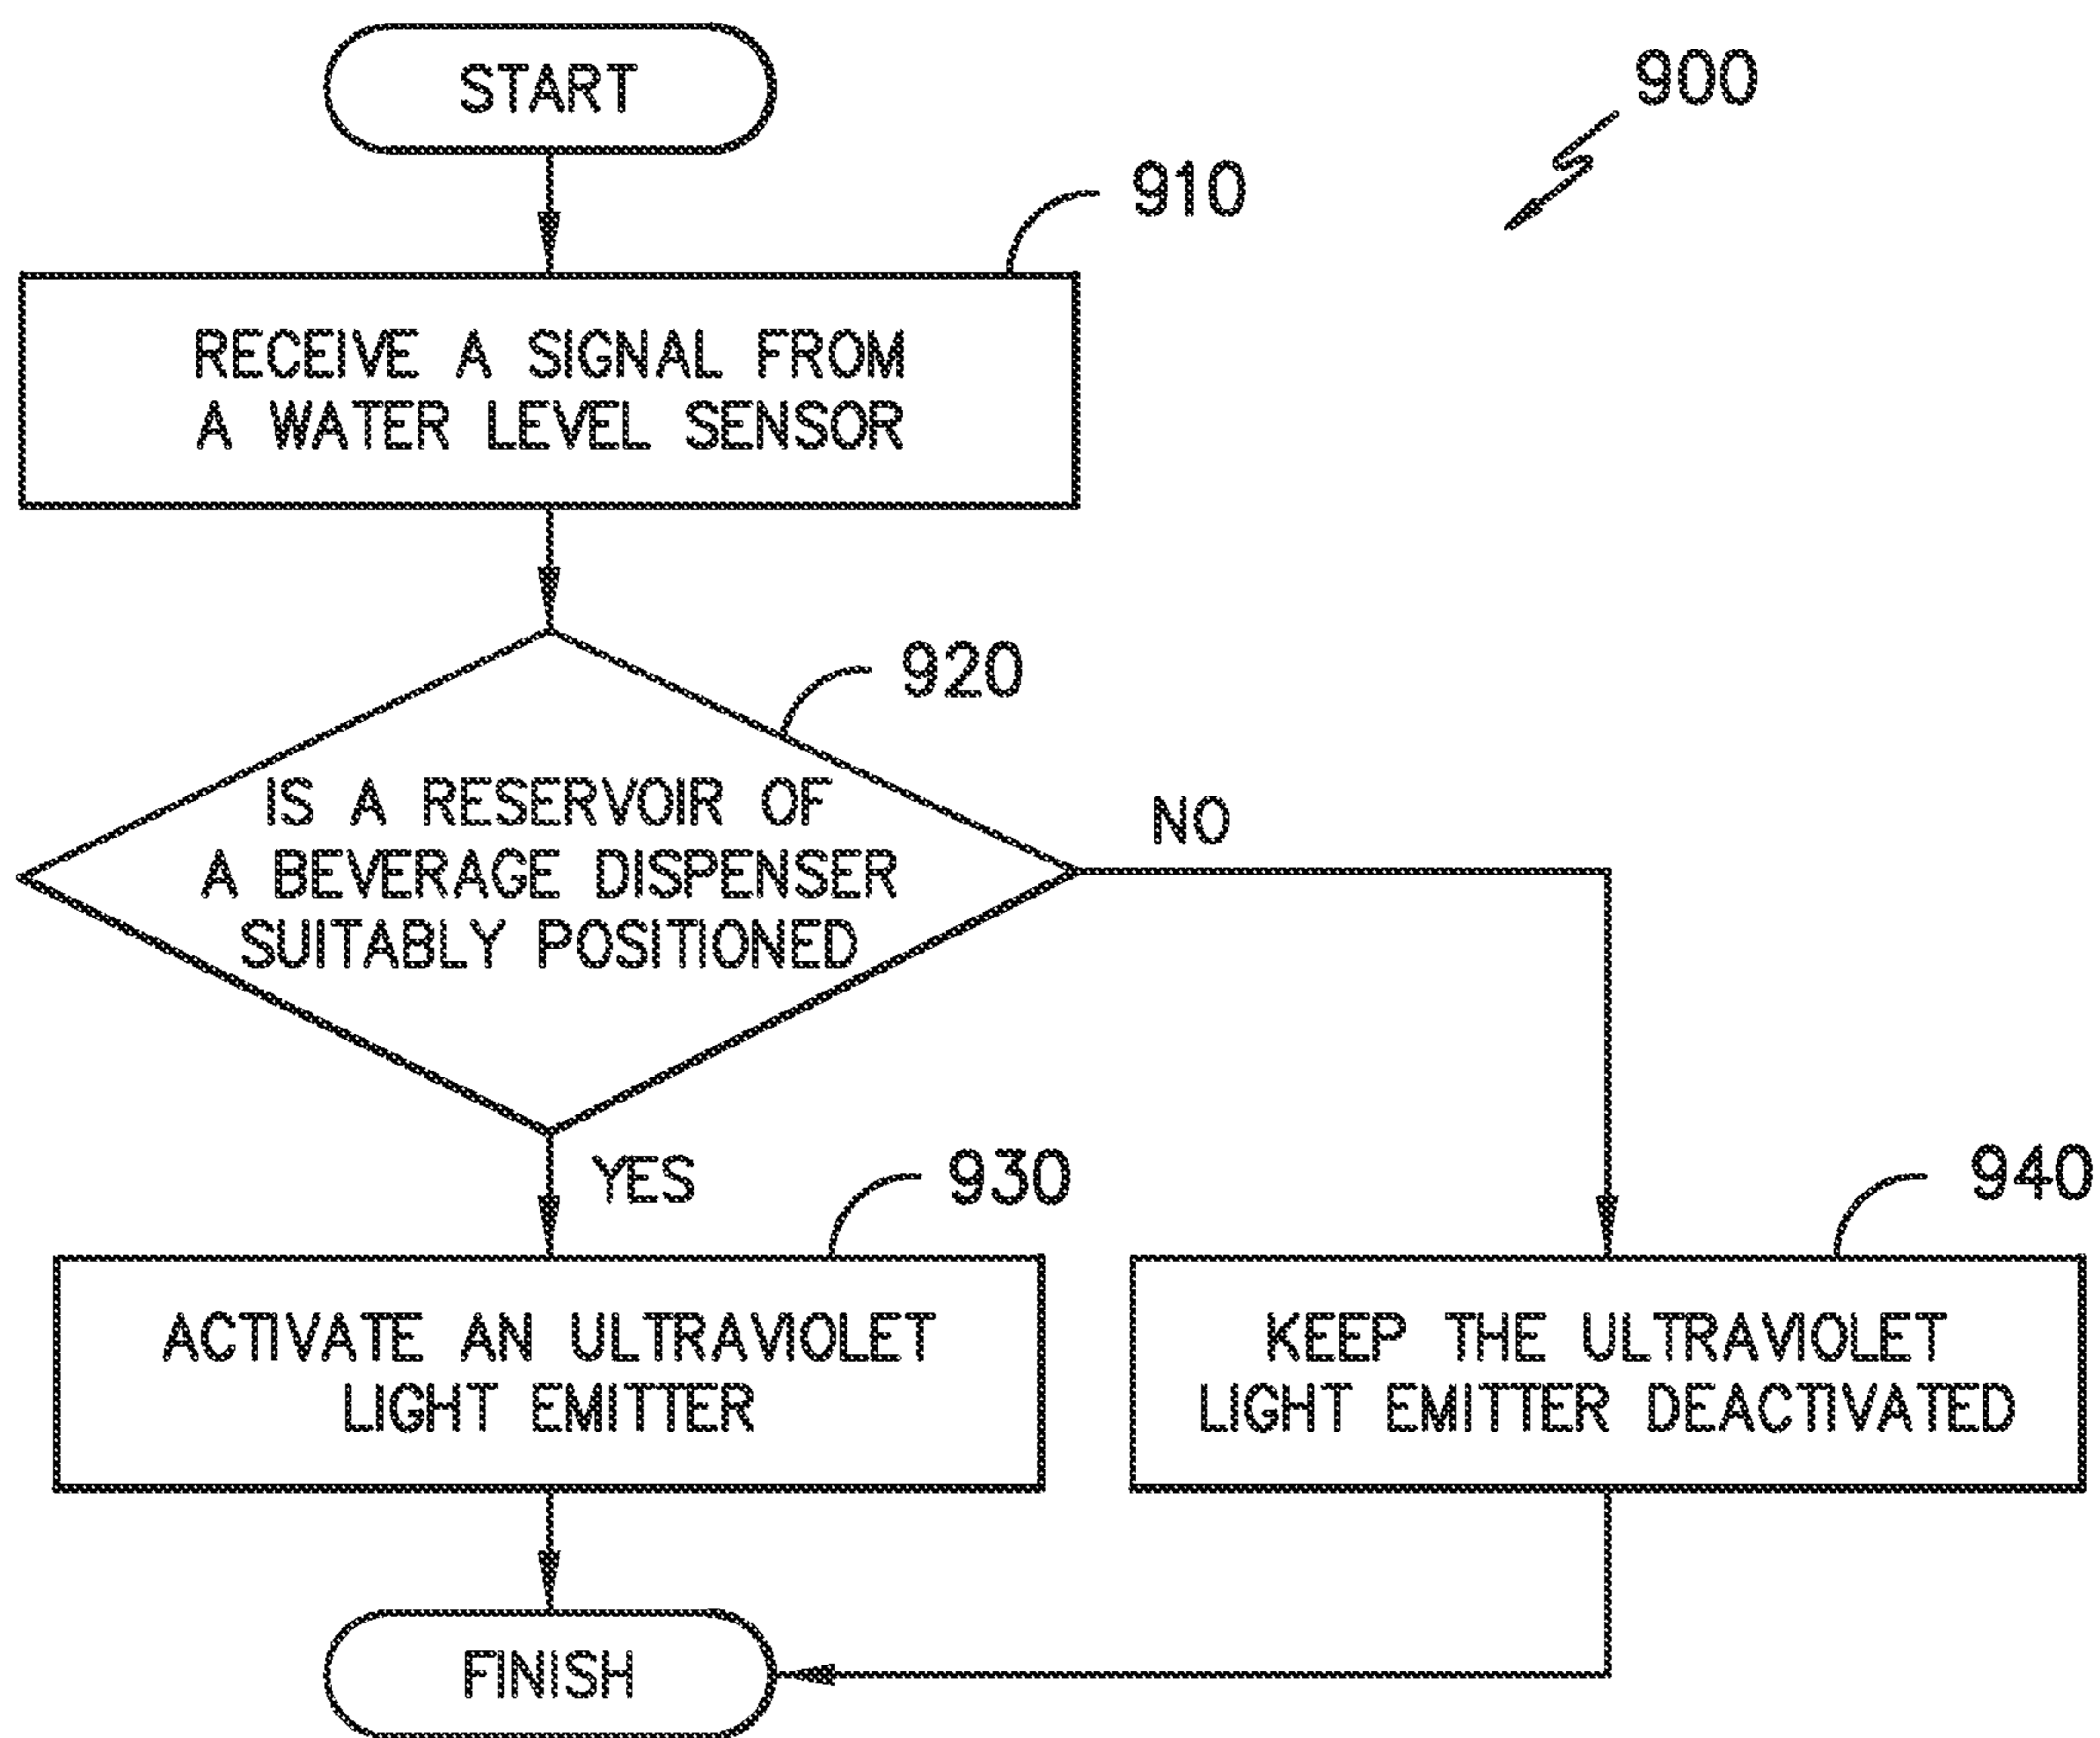 START
900
910
RECEIVE A SIGNAL FROM
A WATER LEVEL SENSOR
920
IS A RESERVOIR OF
A BEVERAGE DISPENSER
SUITABLY POSITIONED
NO
YES
930
940
ACTIVATE AN ULTRAVIOLET
LIGHT EMITTER
KEEP THE ULTRAVIOLET
LIGHT EMITTER DEACTIVATED
FINISH